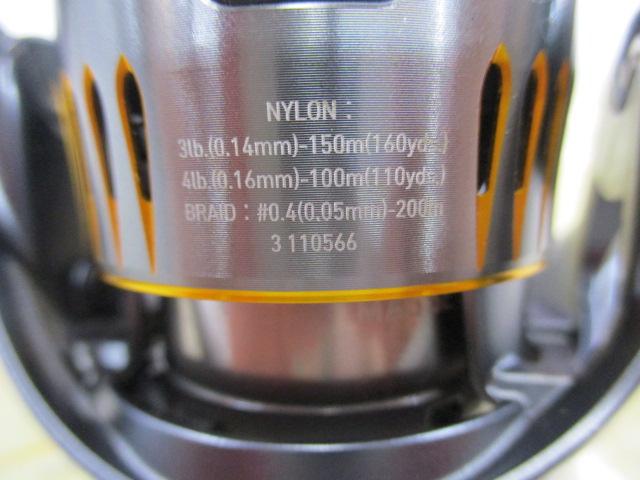 NYLON :
3lb.(0.14mm)-150m(160yds.)
4lb.(0.16mm)-100m(110yds.)
BRAID : #0.4(0.05mm)-200m
3 110566